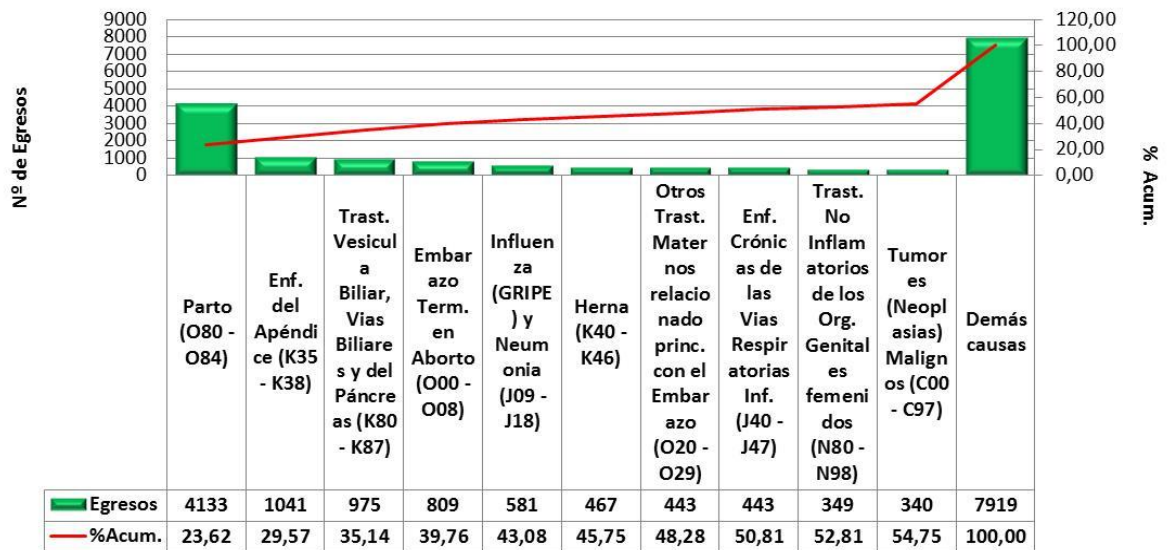 Nº de Egresos
9000
8000
7000
6000
5000
4000
3000
2000
1000
0
120,00
100,00
80,00
60,00
40,00
20,00
0,00
% Acum.
Parto
(O80 -
O84)
Enf.
del
Apéndi
ce (K35
- K38)
Trast.
Vesicul
a
Biliar,
Vias
Biliare
s y del
Páncre
as (K80
- K87)
Embar
azo
Term.
en
Aborto
(O00 -
O08)
Influen
za
(GRIPE
) y
Neum
onia
(J09 -
J18)
Herna
(K40 -
K46)
Otros
Trast.
Mater
nos
relacio
nado
princ.
con el
Embar
azo
(O20 -
O29)
Enf.
Crónic
as de
las
Vias
Respir
atorias
Inf.
(J40 -
J47)
Trast.
No
Inflam
atorios
de los
Org.
Genital
es
femeni
dos
(N80 -
N98)
Tumor
es
(Neopl
asias)
Malign
os (C00
- C97)
Demás
causas
Egresos 4133 1041 975 809 581 467 443 443 349 340 7919
%Acum. 23,62 29,57 35,14 39,76 43,08 45,75 48,28 50,81 52,81 54,75 100,00